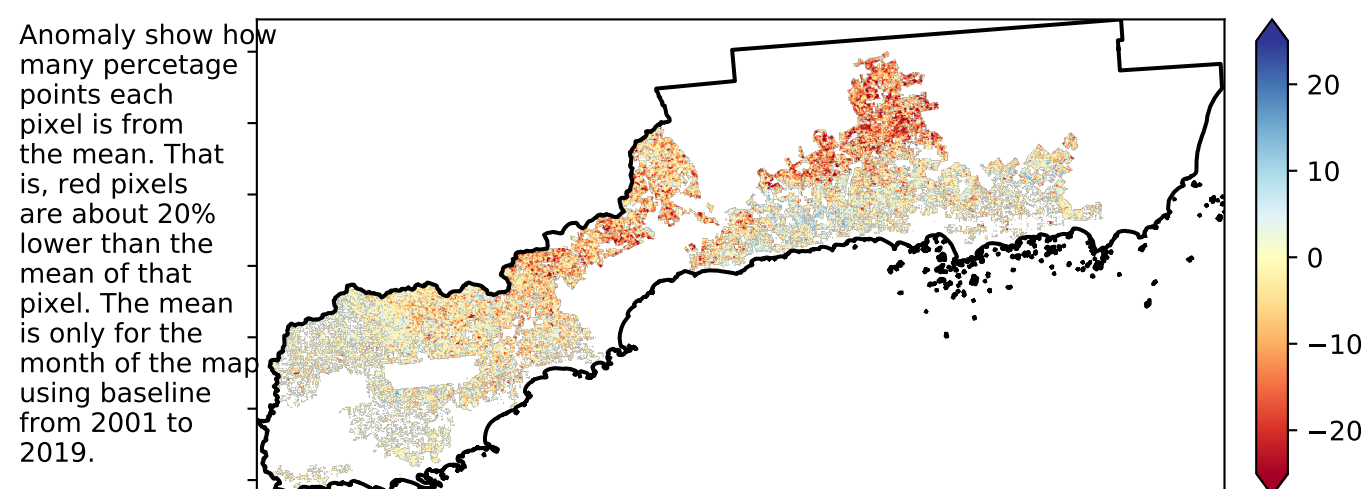 Anomaly show how
many percetage
points each
pixel is from
the mean. That
is, red pixels
are about 20%
lower than the
mean of that
pixel. The mean
is only for the
month of the map
using baseline
from 2001 to
2019.
20
10
0
−10
−20